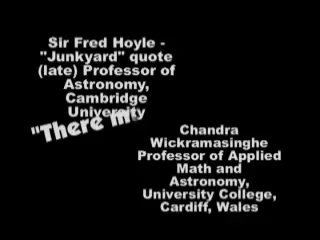 Sir Fred Hoyle -
"Junkyard" quote
(late) Professor of
Astronomy,
Cambridge
University
"There
Chandra
Wickramasinghe
Professor of Applied
Math and
Astronomy,
University College,
Cardiff, Wales